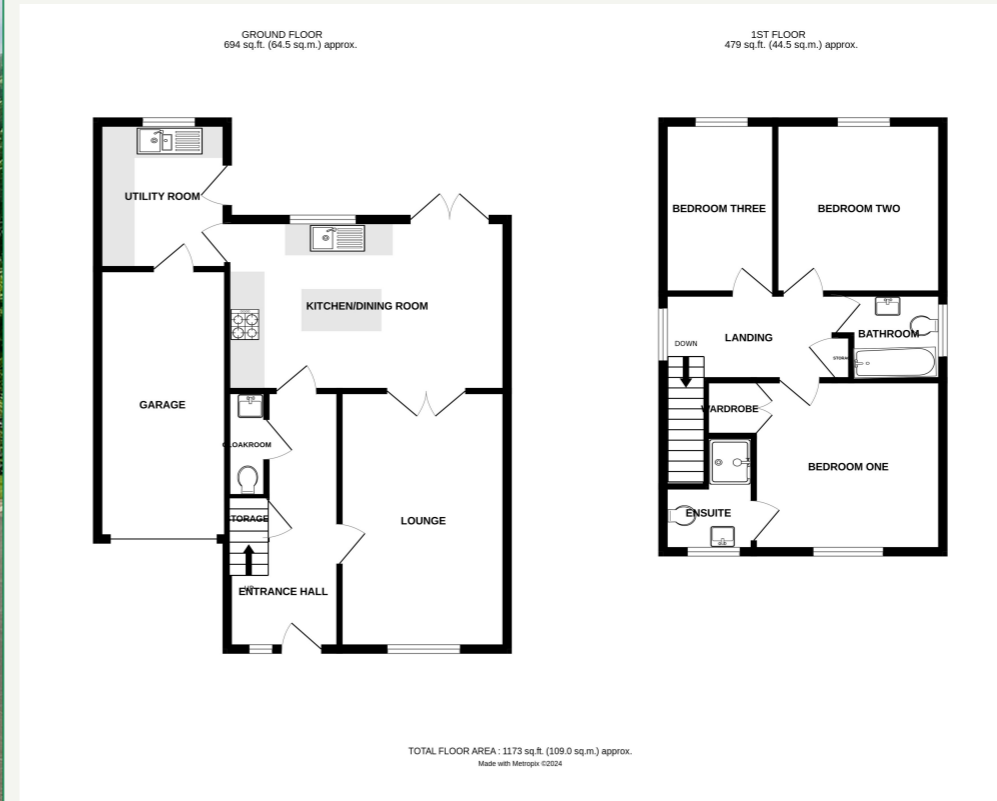 GROUND FLOOR
694 sq.ft. (64.5 sq.m.) approx.
1ST FLOOR
479 sq.ft. (44.5 sq.m.) approx.
UTILITY ROOM
KITCHEN/DINING ROOM
GARAGE
CLOAKROOM
STORAGE
LOUNGE
UP
ENTRANCE HALL
BEDROOM THREE
BEDROOM TWO
BATHROOM
LANDING
DOWN
STORAGE
WARDROBE
BEDROOM ONE
ENSUITE
TOTAL FLOOR AREA : 1173 sq.ft. (109.0 sq.m.) approx.
Made with Metropix ©2024